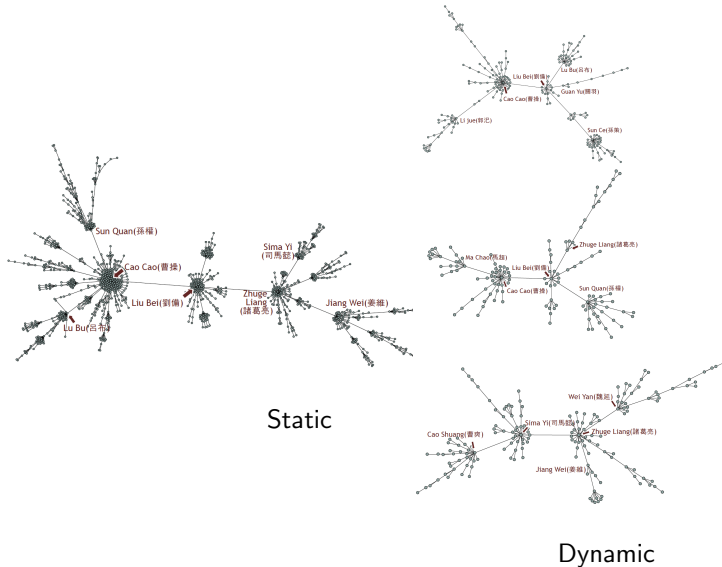 Sun Quan(孫權)
Cao Cao(曹操)
Liu Bei(劉備)
Lu Bu(呂布)
Sima Yi
(司馬懿)
Zhuge
Liang
(諸葛亮)
Jiang Wei(姜維)
Static
Lu Bu(呂布)
Liu Bei(劉備)
Guan Yu(關羽)
Cao Cao(曹操)
Li Jue(郭汜)
Sun Ce(孫策)
Zhuge Liang(諸葛亮)
Ma Chao(馬超)
Liu Bei(劉備)
Cao Cao(曹操)
Sun Quan(孫權)
Wei Yan(魏延)
Sima Yi(司馬懿)
Cao Shuang(曹爽)
Zhuge Liang(諸葛亮)
Jiang Wei(姜維)
Dynamic